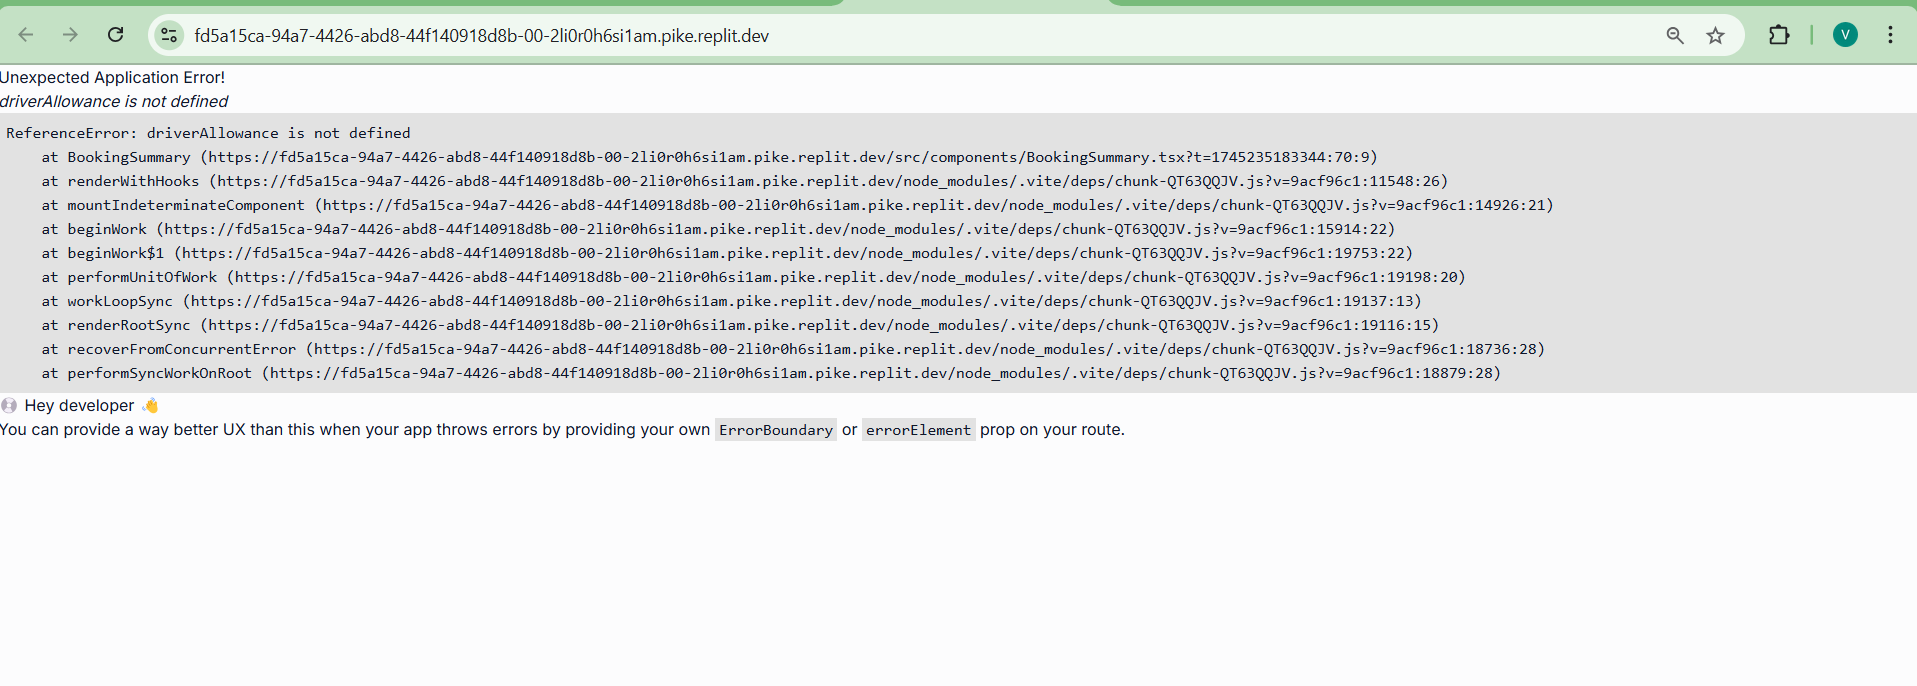 fd5a15ca-94a7-4426-abd8-44f140918d8b-00-2li0r0h6si1am.pike.replit.dev
V
Unexpected Application Error!
driverAllowance is not defined
ReferenceError: driverAllowance is not defined
    at BookingSummary (https://fd5a15ca-94a7-4426-abd8-44f140918d8b-00-2li0r0h6si1am.pike.replit.dev/src/components/BookingSummary.tsx?t=1745235183344:70:9)
    at renderWithHooks (https://fd5a15ca-94a7-4426-abd8-44f140918d8b-00-2li0r0h6si1am.pike.replit.dev/node_modules/.vite/deps/chunk-QT63QQJV.js?v=9acf96c1:11548:26)
    at mountIndeterminateComponent (https://fd5a15ca-94a7-4426-abd8-44f140918d8b-00-2li0r0h6si1am.pike.replit.dev/node_modules/.vite/deps/chunk-QT63QQJV.js?v=9acf96c1:14926:21)
    at beginWork (https://fd5a15ca-94a7-4426-abd8-44f140918d8b-00-2li0r0h6si1am.pike.replit.dev/node_modules/.vite/deps/chunk-QT63QQJV.js?v=9acf96c1:15914:22)
    at beginWork$1 (https://fd5a15ca-94a7-4426-abd8-44f140918d8b-00-2li0r0h6si1am.pike.replit.dev/node_modules/.vite/deps/chunk-QT63QQJV.js?v=9acf96c1:19753:22)
    at performUnitOfWork (https://fd5a15ca-94a7-4426-abd8-44f140918d8b-00-2li0r0h6si1am.pike.replit.dev/node_modules/.vite/deps/chunk-QT63QQJV.js?v=9acf96c1:19198:20)
    at workLoopSync (https://fd5a15ca-94a7-4426-abd8-44f140918d8b-00-2li0r0h6si1am.pike.replit.dev/node_modules/.vite/deps/chunk-QT63QQJV.js?v=9acf96c1:19137:13)
    at renderRootSync (https://fd5a15ca-94a7-4426-abd8-44f140918d8b-00-2li0r0h6si1am.pike.replit.dev/node_modules/.vite/deps/chunk-QT63QQJV.js?v=9acf96c1:19116:15)
    at recoverFromConcurrentError (https://fd5a15ca-94a7-4426-abd8-44f140918d8b-00-2li0r0h6si1am.pike.replit.dev/node_modules/.vite/deps/chunk-QT63QQJV.js?v=9acf96c1:18736:28)
    at performSyncWorkOnRoot (https://fd5a15ca-94a7-4426-abd8-44f140918d8b-00-2li0r0h6si1am.pike.replit.dev/node_modules/.vite/deps/chunk-QT63QQJV.js?v=9acf96c1:18879:28)
Hey developer 👋
You can provide a way better UX than this when your app throws errors by providing your own ErrorBoundary or errorElement prop on your route.